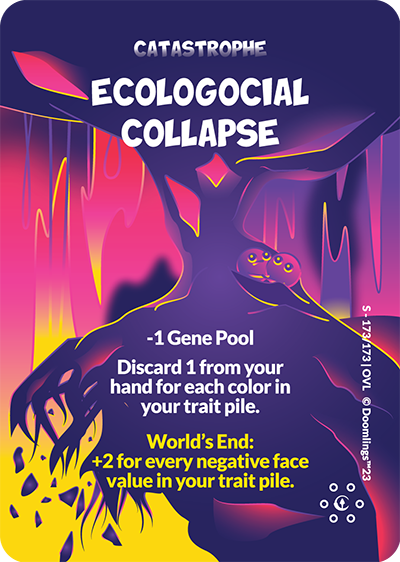 CATASTROPHE
ECOLOGOCIAL
COLLAPSE
-1 Gene Pool
Discard 1 from your
hand for each color in
your trait pile.
World's End:
+2 for every negative face
value in your trait pile.
S - 173/173 | OVL © Doomlings™23